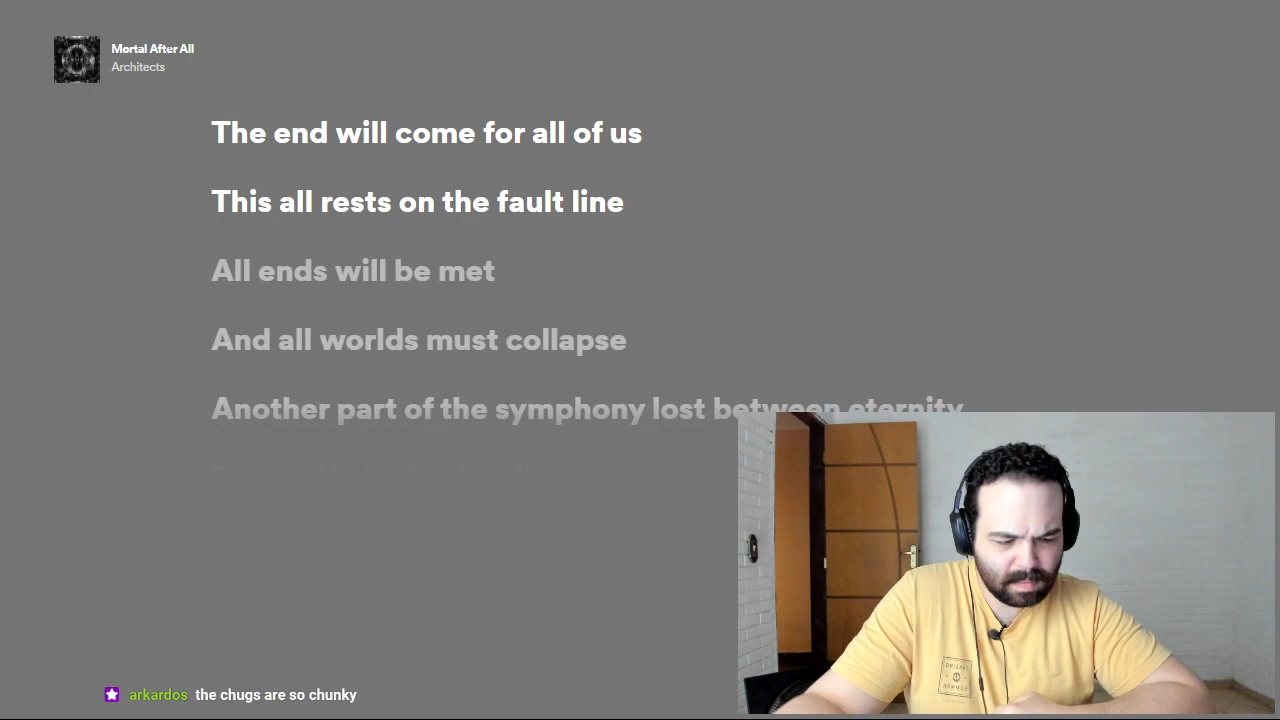 Mortal After All
Architects
The end will come for all of us
This all rests on the fault line
All ends will be met
And all worlds must collapse
Another part of the symphony lost between eternity
arkardos the chugs are so chunky